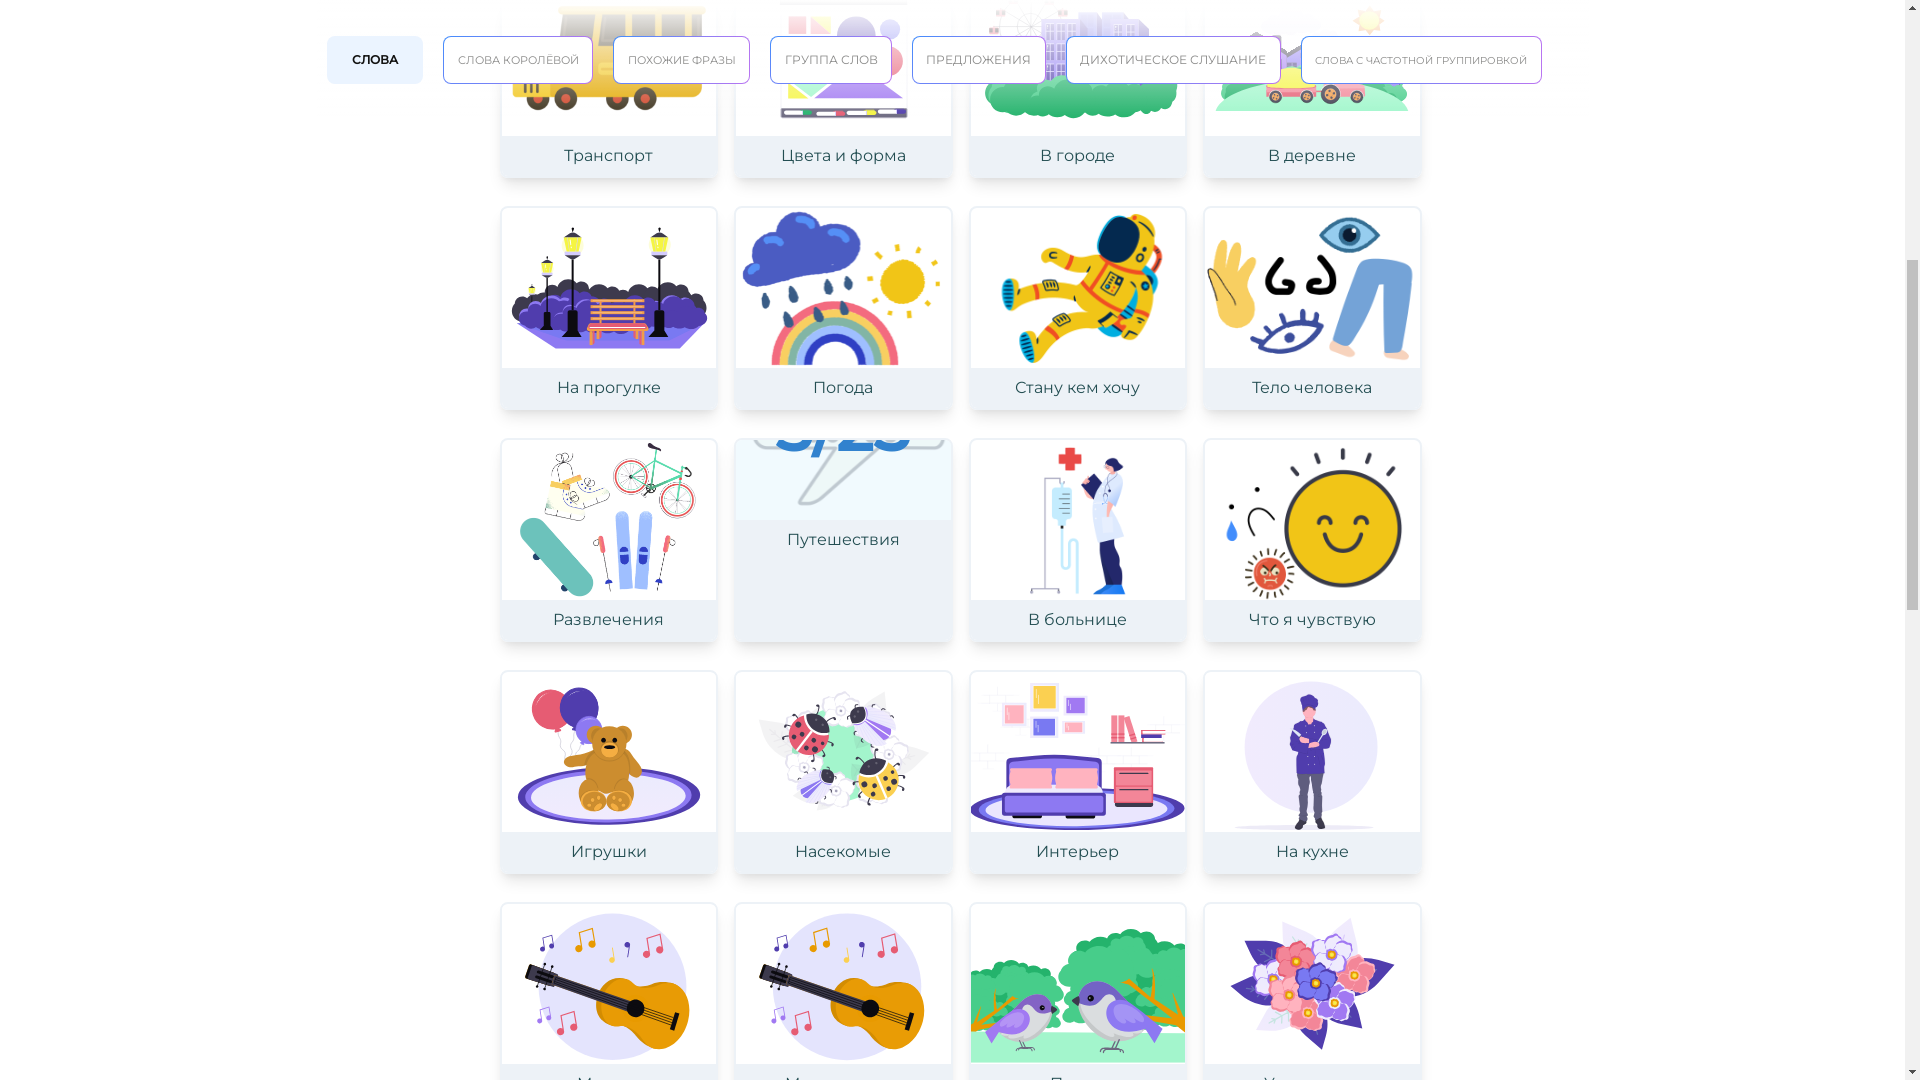 СЛОВА
СЛОВА КОРОЛЁВОЙ
ПОХОЖИЕ ФРАЗЫ
ГРУППА СЛОВ
ПРЕДЛОЖЕНИЯ
ДИХОТИЧЕСКОЕ СЛУШАНИЕ
СЛОВА С ЧАСТОТНОЙ ГРУППИРОВКОЙ
Транспорт
Цвета и форма
В городе
В деревне
На прогулке
Погода
Стану кем хочу
Тело человека
Развлечения
Путешествия
В больнице
Что я чувствую
Игрушки
Насекомые
Интерьер
На кухне